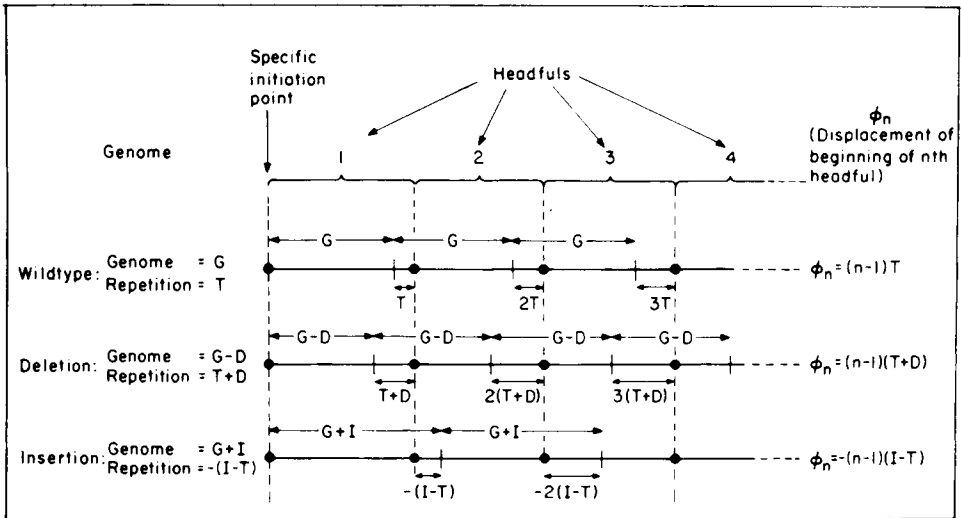 Specific
initiation
point
Headfuls
ϕn
(Displacement of
beginning of nth
headful)
Genome
1 2 3 4
G G G
Wildtype: Genome = G
Repetition = T
T 2T 3T
ϕn=(n-1)T
G-D G-D G-D G-D
Deletion: Genome = G-D
Repetition = T+D
T+D 2(T+D) 3(T+D)
ϕn=(n-1)(T+D)
G+I G+I
Insertion: Genome = G+I
Repetition = -(I-T)
-(I-T) -2(I-T)
ϕn=-(n-1)(I-T)